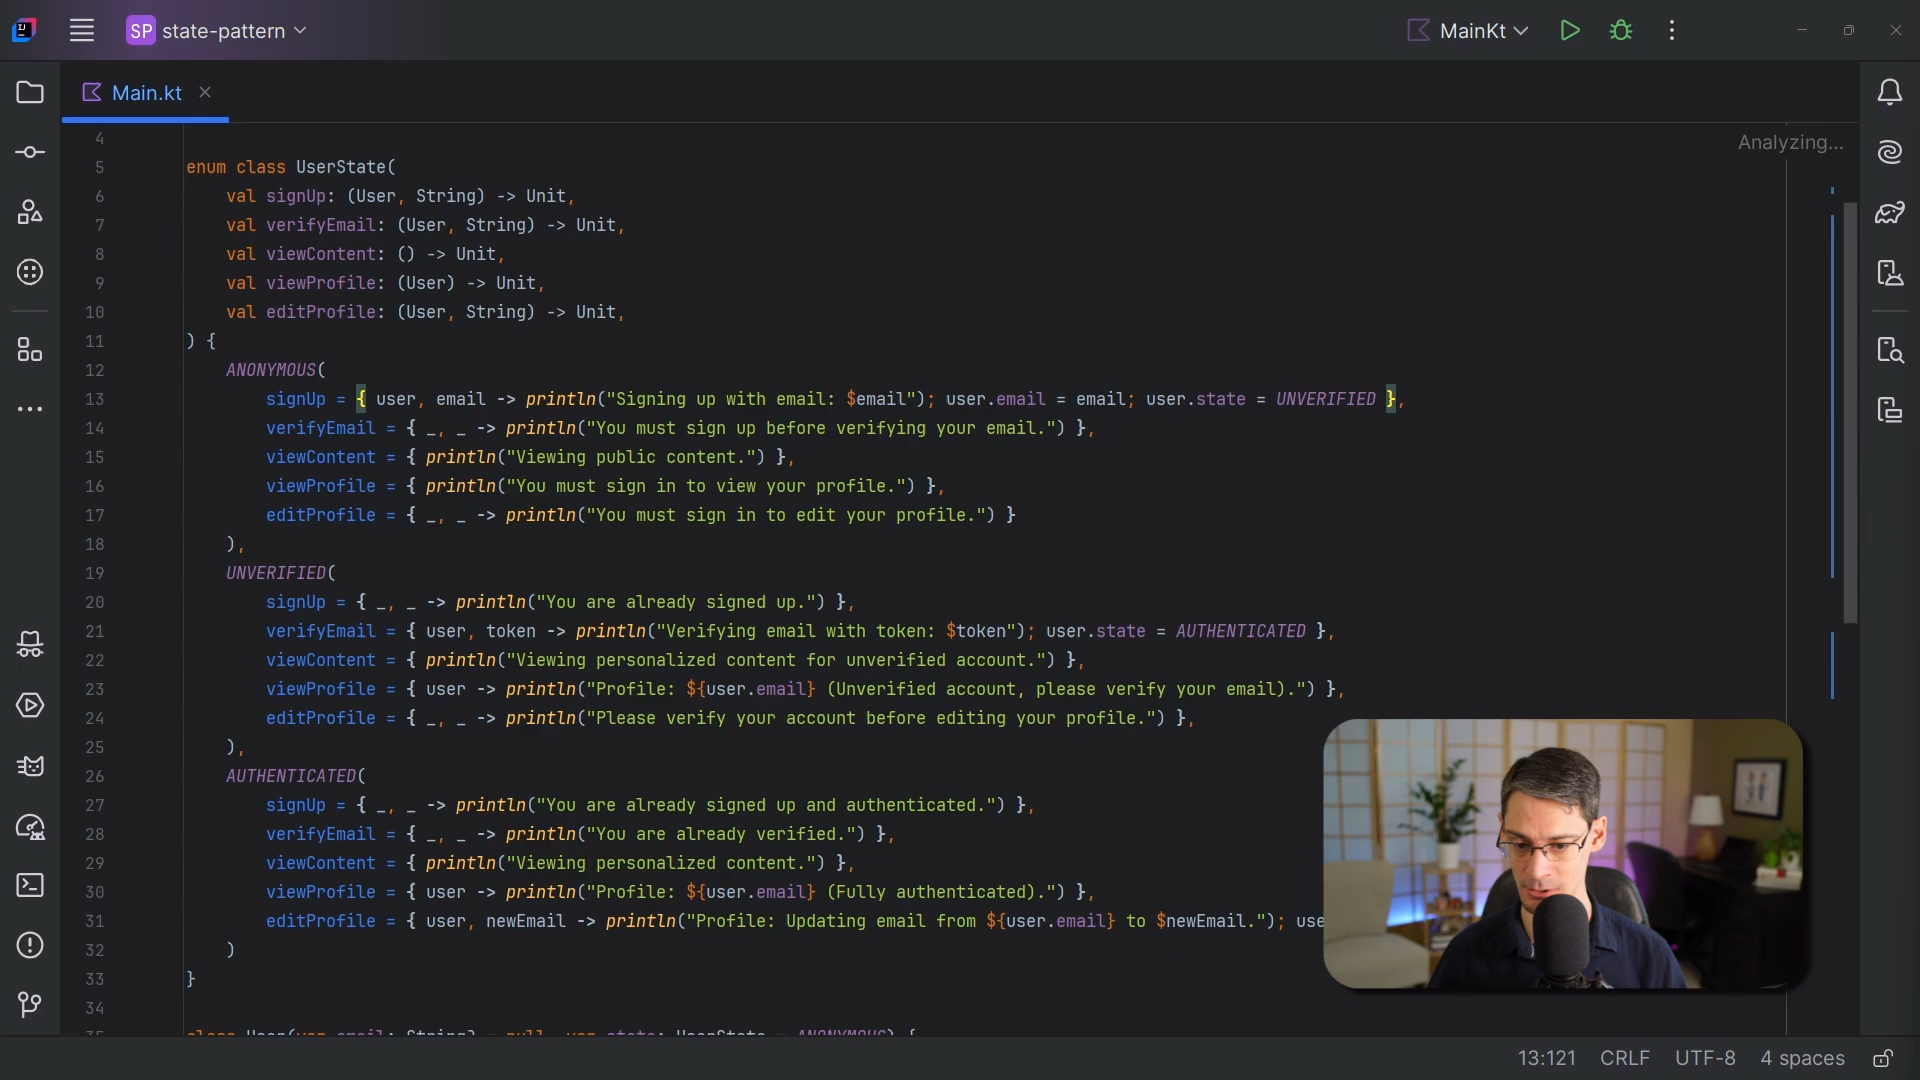 SP state-pattern
MainKt
Main.kt
Analyzing...
4
5 enum class UserState(
6 val signUp: (User, String) -> Unit,
7 val verifyEmail: (User, String) -> Unit,
8 val viewContent: () -> Unit,
9 val viewProfile: (User) -> Unit,
10 val editProfile: (User, String) -> Unit,
11 ) {
12 ANONYMOUS(
13 signUp = { user, email -> println("Signing up with email: $email"); user.email = email; user.state = UNVERIFIED },
14 verifyEmail = { _, _ -> println("You must sign up before verifying your email.") },
15 viewContent = { println("Viewing public content.") },
16 viewProfile = { println("You must sign in to view your profile.") },
17 editProfile = { _, _ -> println("You must sign in to edit your profile.") }
18 ),
19 UNVERIFIED(
20 signUp = { _, _ -> println("You are already signed up.") },
21 verifyEmail = { user, token -> println("Verifying email with token: $token"); user.state = AUTHENTICATED },
22 viewContent = { println("Viewing personalized content for unverified account.") },
23 viewProfile = { user -> println("Profile: ${user.email} (Unverified account, please verify your email).") },
24 editProfile = { _, _ -> println("Please verify your account before editing your profile.") },
25 ),
26 AUTHENTICATED(
27 signUp = { _, _ -> println("You are already signed up and authenticated.") },
28 verifyEmail = { _, _ -> println("You are already verified.") },
29 viewContent = { println("Viewing personalized content.") },
30 viewProfile = { user -> println("Profile: ${user.email} (Fully authenticated).") },
31 editProfile = { user, newEmail -> println("Profile: Updating email from ${user.email} to $newEmail."); use
32 )
33 }
34
13:121 CRLF UTF-8 4 spaces